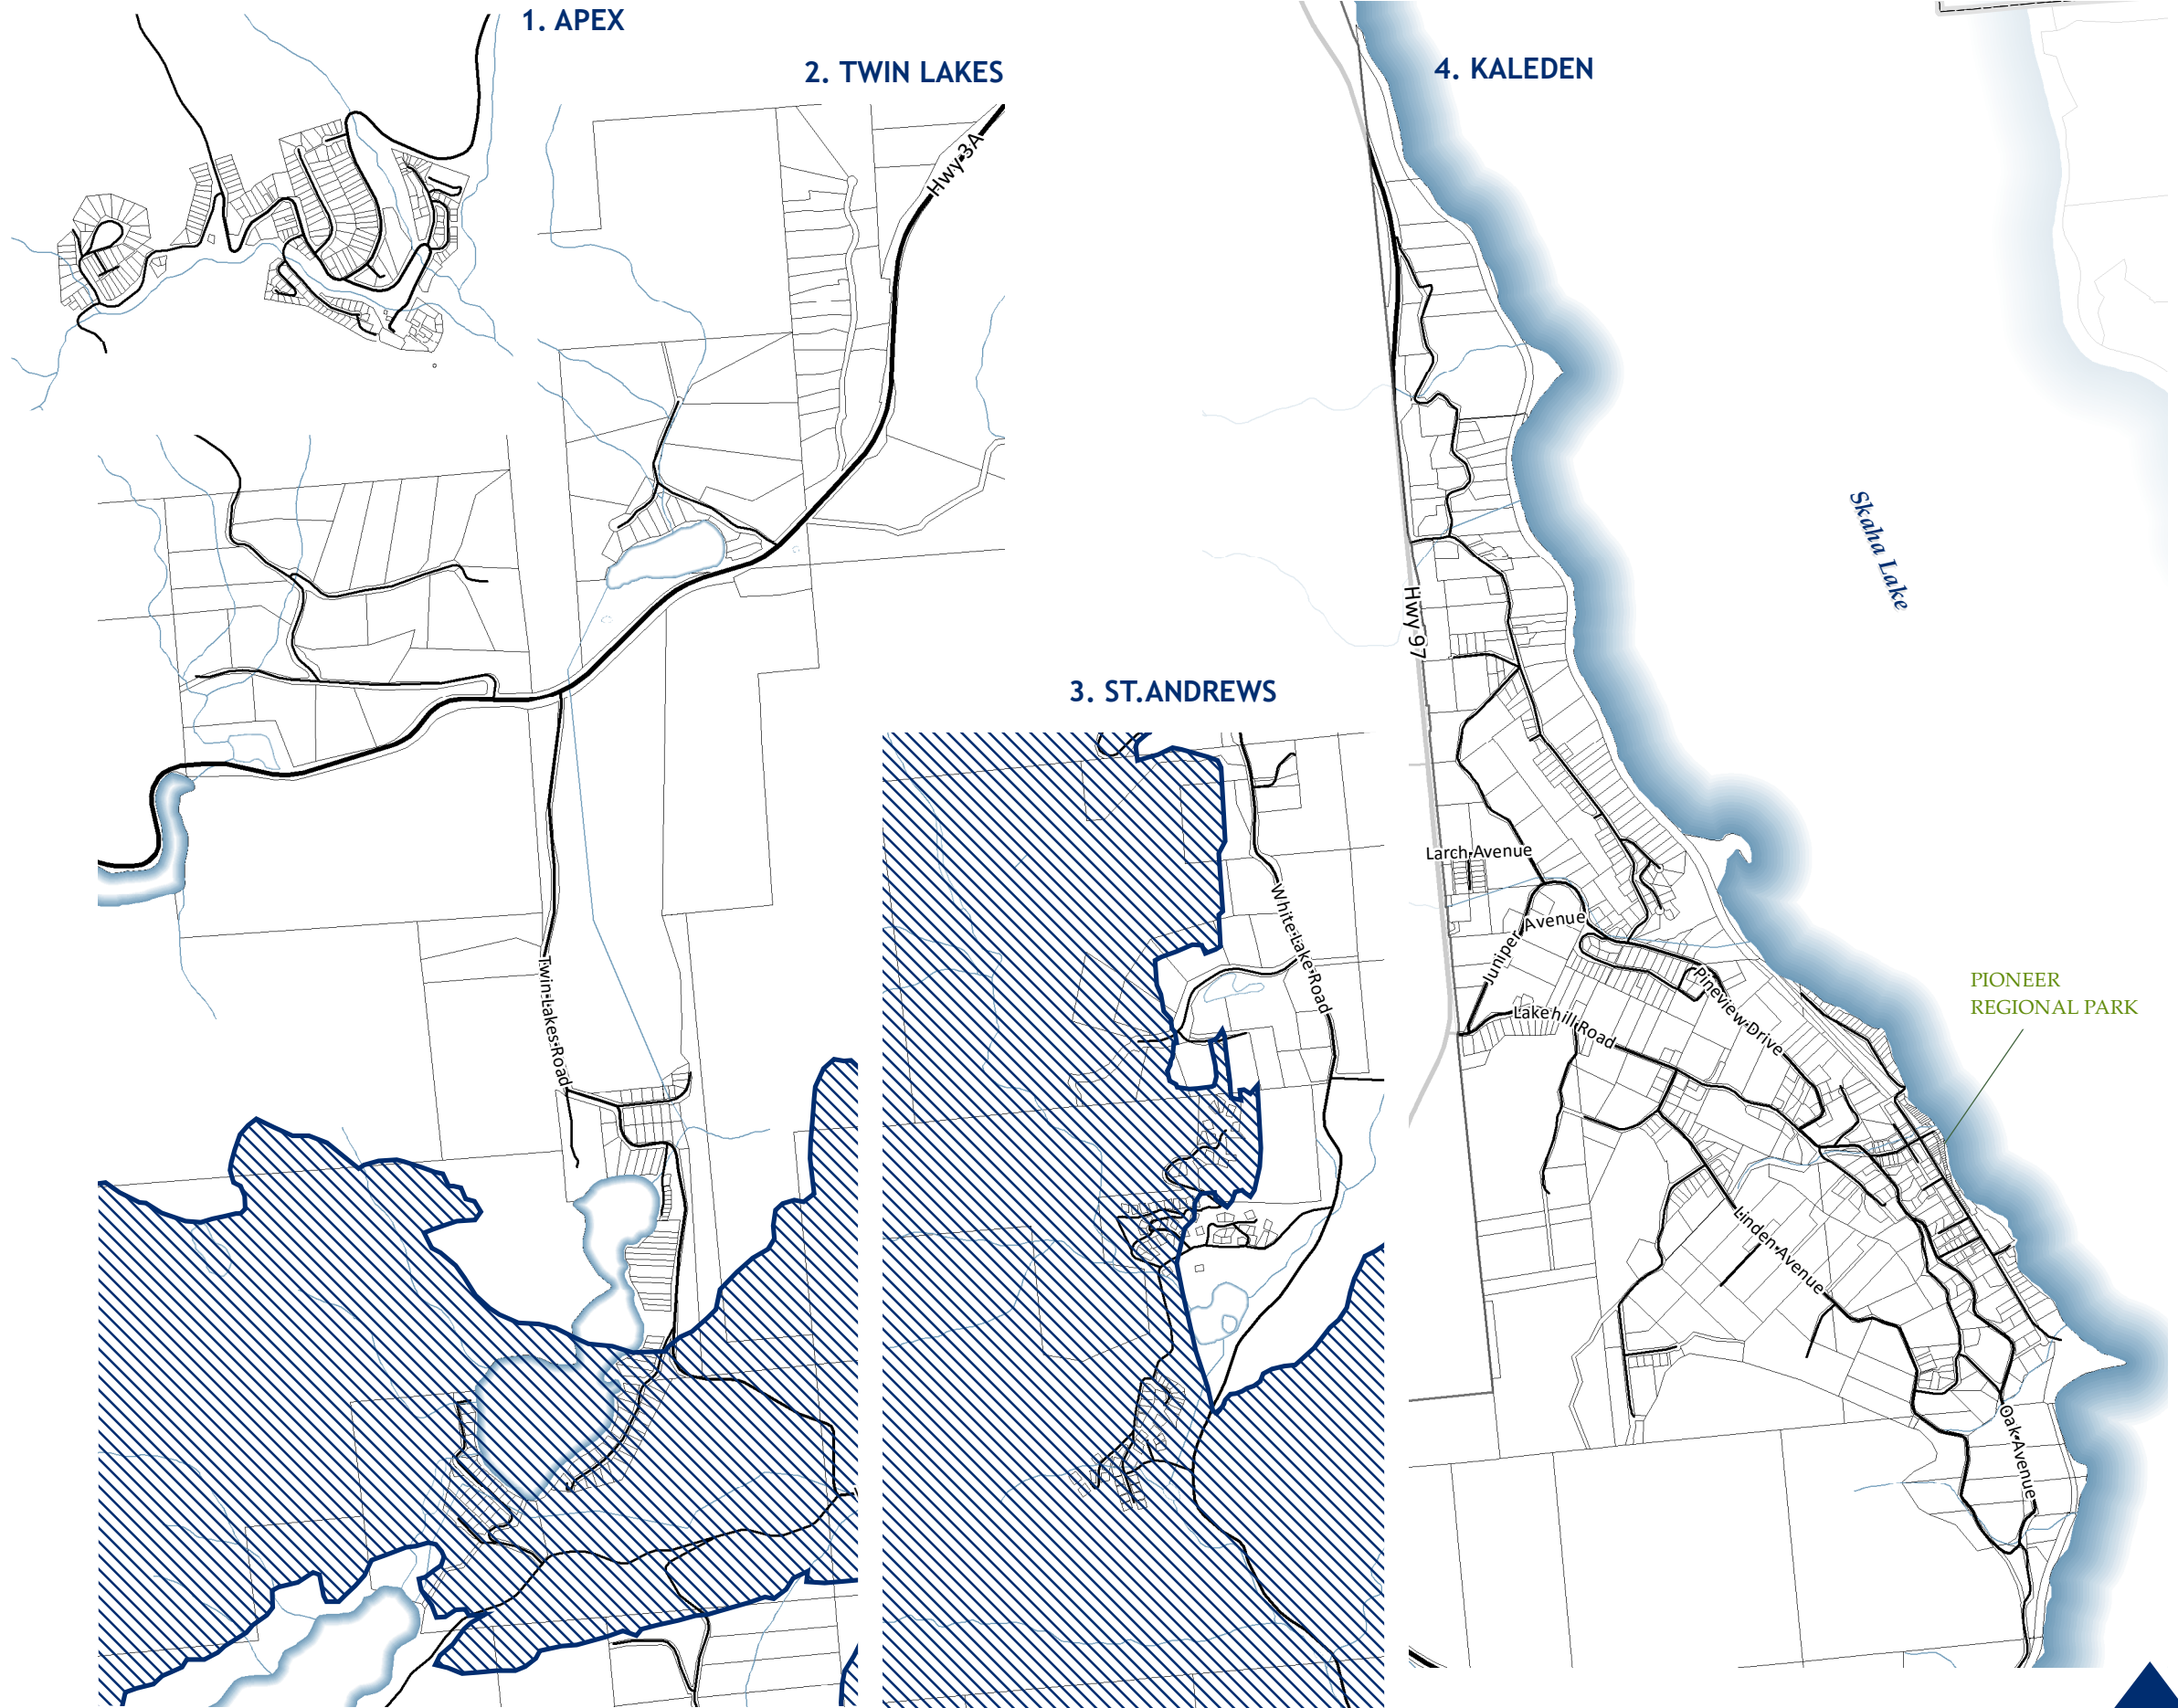 1. APEX
2. TWIN LAKES
4. KALEDEN
Hwy 3A
Skaha Lake
Hwy 97
3. ST.ANDREWS
Larch Avenue
White Lake Road
Juniper Avenue
Twin Lakes Road
Pineview Drive
PIONEER
REGIONAL PARK
Lakehill Road
Linden Avenue
Oak Avenue